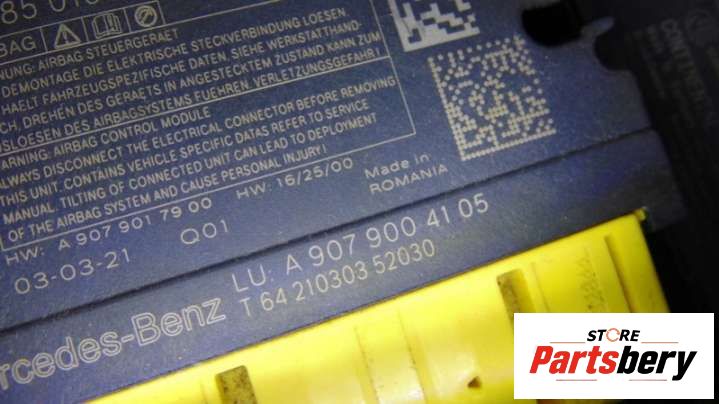 85 01
BAG
NUNG: AIRBAG STEUERGERAET
DEMONTAGE DIE ELEKTRISCHE STECKVERBINDUNG LOESEN.
HAELT FAHRZEUGSPEZIFISCHE DATEN, SIEHE WERKSTATTHAND-
CH, DREHEN DES GERAETS IN ANGESTECKTEM ZUSTAND KANN ZUM
USLOESEN DES AIRBAGSYSTEMS FUEHREN, VERLETZUNGSGEFAHR!
WARNING: AIRBAG CONTROL MODULE
ALWAYS DISCONNECT THE ELECTRICAL CONNECTOR BEFORE REMOVING
THIS UNIT. CONTAINS VEHICLE SPECIFIC DATAS REFER TO SERVICE
MANUAL. TILTING OF CONNECTED UNIT CAN LEAD TO DEPLOYMENT
OF THE AIRBAG SYSTEM AND CAUSE PERSONAL INJURY!
HW: A 907 901 79 00
HW: 16/25/00
Made in
ROMANIA
03-03-21
Q01
LU: A 907 900 41 05
T 64 210303 52030
rcedes-Benz
CONTINEN
STORE
Partsbery